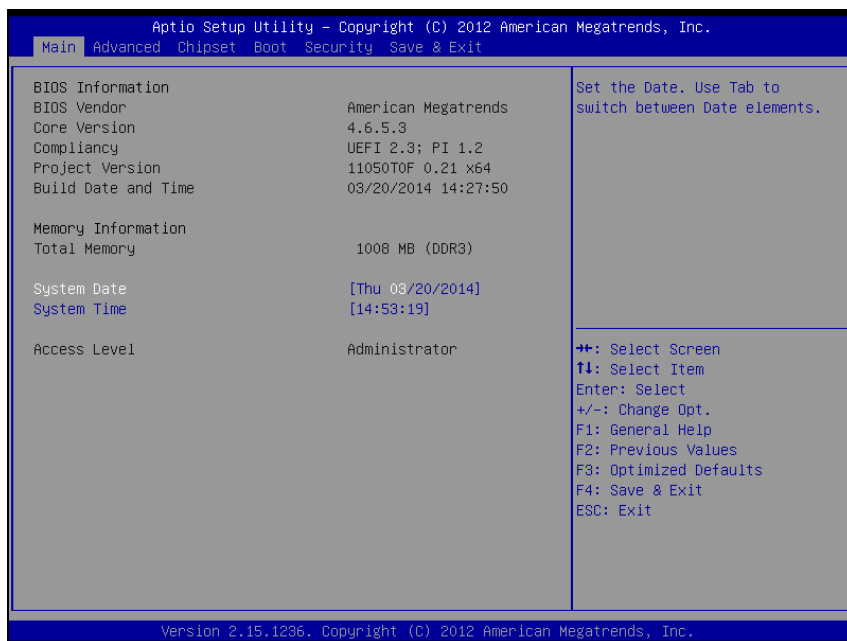 Aptio Setup Utility – Copyright (C) 2012 American Megatrends, Inc.
Main Advanced Chipset Boot Security Save & Exit
BIOS Information
BIOS Vendor American Megatrends
Core Version 4.6.5.3
Compliancy UEFI 2.3; PI 1.2
Project Version 11050T0F 0.21 x64
Build Date and Time 03/20/2014 14:27:50
Memory Information
Total Memory 1008 MB (DDR3)
System Date [Thu 03/20/2014]
System Time [14:53:19]
Access Level Administrator
Set the Date. Use Tab to
switch between Date elements.
→←: Select Screen
↑↓: Select Item
Enter: Select
+/-: Change Opt.
F1: General Help
F2: Previous Values
F3: Optimized Defaults
F4: Save & Exit
ESC: Exit
Version 2.15.1236. Copyright (C) 2012 American Megatrends, Inc.